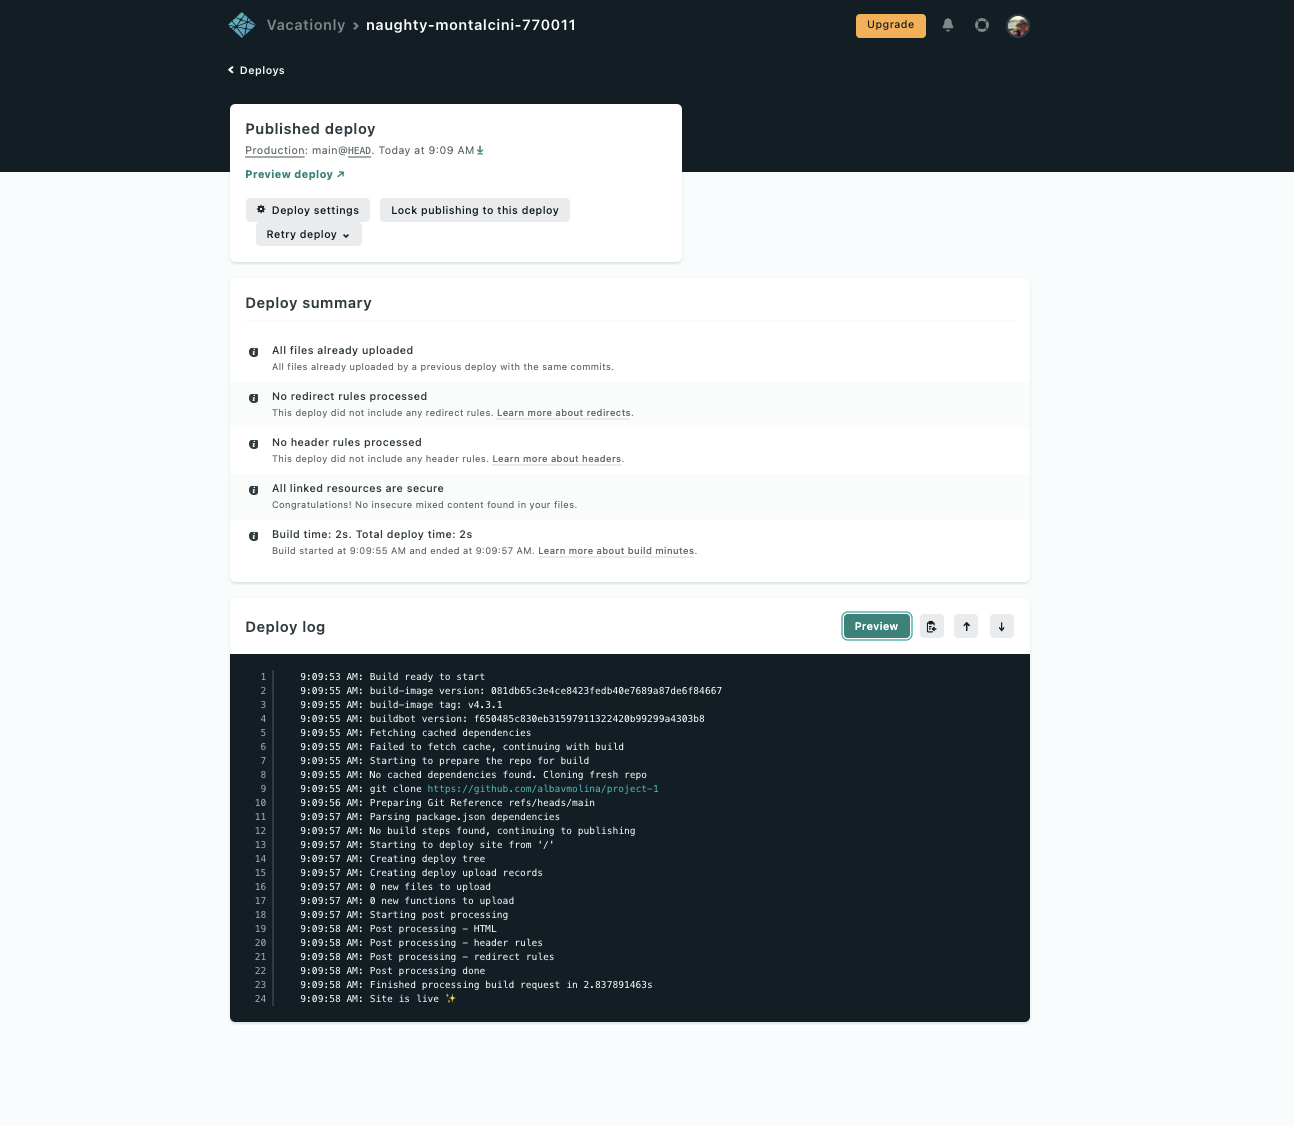 Vacationly > naughty-montalcini-770011
Upgrade
Deploys
Published deploy
Production: main@HEAD. Today at 9:09 AM
Preview deploy ↗
Deploy settings
Lock publishing to this deploy
Retry deploy
Deploy summary
All files already uploaded
All files already uploaded by a previous deploy with the same commits.
No redirect rules processed
This deploy did not include any redirect rules. Learn more about redirects.
No header rules processed
This deploy did not include any header rules. Learn more about headers.
All linked resources are secure
Congratulations! No insecure mixed content found in your files.
Build time: 2s. Total deploy time: 2s
Build started at 9:09:55 AM and ended at 9:09:57 AM. Learn more about build minutes.
Deploy log
Preview
1 9:09:53 AM: Build ready to start
2 9:09:55 AM: build-image version: 081db65c3e4ce8423fedb40e7689a87de6f84667
3 9:09:55 AM: build-image tag: v4.3.1
4 9:09:55 AM: buildbot version: f650485c830eb31597911322420b99299a4303b8
5 9:09:55 AM: Fetching cached dependencies
6 9:09:55 AM: Failed to fetch cache, continuing with build
7 9:09:55 AM: Starting to prepare the repo for build
8 9:09:55 AM: No cached dependencies found. Cloning fresh repo
9 9:09:55 AM: git clone https://github.com/albavmolina/project-1
10 9:09:56 AM: Preparing Git Reference refs/heads/main
11 9:09:57 AM: Parsing package.json dependencies
12 9:09:57 AM: No build steps found, continuing to publishing
13 9:09:57 AM: Starting to deploy site from '/'
14 9:09:57 AM: Creating deploy tree
15 9:09:57 AM: Creating deploy upload records
16 9:09:57 AM: 0 new files to upload
17 9:09:57 AM: 0 new functions to upload
18 9:09:57 AM: Starting post processing
19 9:09:58 AM: Post processing - HTML
20 9:09:58 AM: Post processing - header rules
21 9:09:58 AM: Post processing - redirect rules
22 9:09:58 AM: Post processing done
23 9:09:58 AM: Finished processing build request in 2.837891463s
24 9:09:58 AM: Site is live ✨